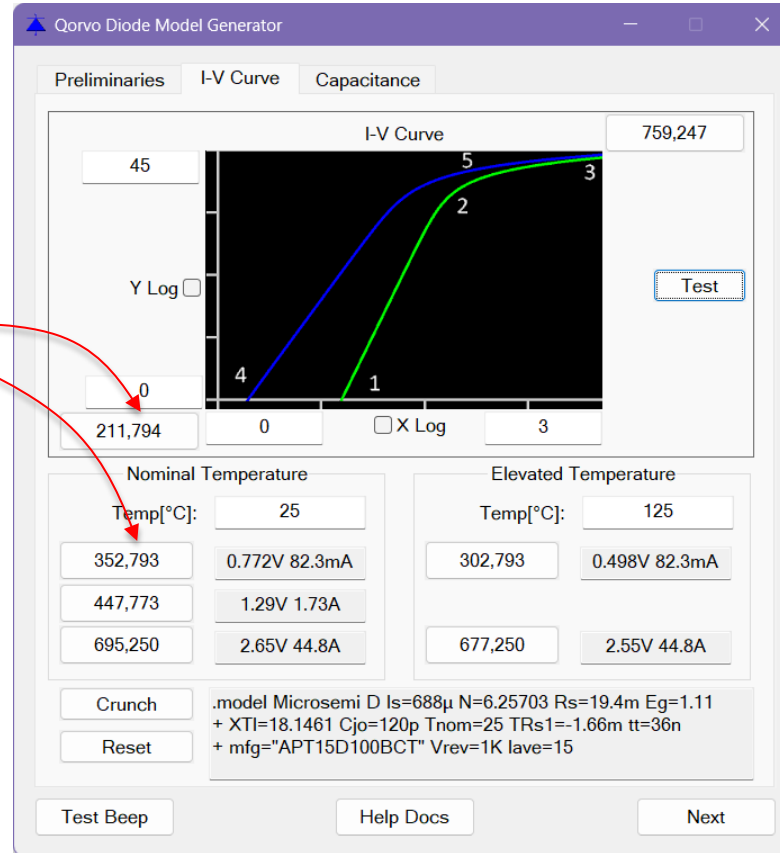 Qorvo Diode Model Generator
Preliminaries I-V Curve Capacitance
I-V Curve 759,247
45
5
3
2
Y Log
Test
4
1
0
211,794 0 X Log 3
Nominal Temperature Elevated Temperature
Temp[°C]: 25 Temp[°C]: 125
352,793 0.772V 82.3mA 302,793 0.498V 82.3mA
447,773 1.29V 1.73A
695,250 2.65V 44.8A 677,250 2.55V 44.8A
Crunch .model Microsemi D Is=688µ N=6.25703 Rs=19.4m Eg=1.11
+ XTI=18.1461 Cjo=120p Tnom=25 TRs1=-1.66m tt=36n
Reset + mfg="APT15D100BCT" Vrev=1K Iave=15
Test Beep Help Docs Next